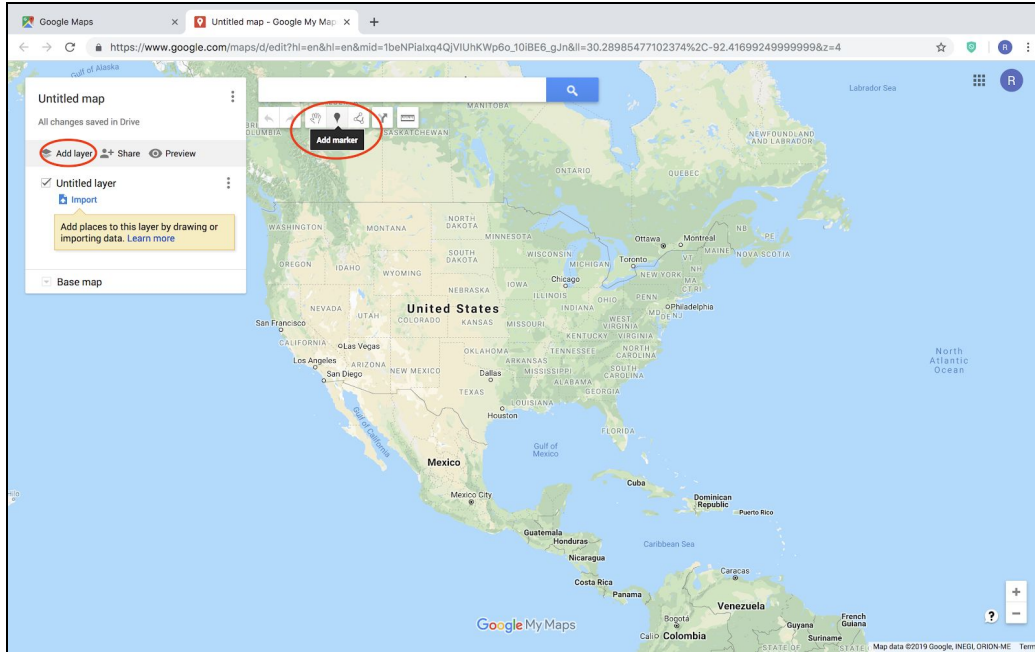 Google Maps
Untitled map - Google My Map
https://www.google.com/maps/d/edit?hl=en&hl=en&mid=1beNPialxq4QjVIUhKWp6o_10iBE6_gJn&ll=30.28985477102374%2C-92.41699249999999&z=4
R
Gulf of Alaska
Untitled map
All changes saved in Drive
Add layer Share Preview
Untitled layer
Import
Add places to this layer by drawing or
importing data. Learn more
Base map
Add marker
R
Labrador Sea
MANITOBA
SASKATCHEWAN
NEWFOUNDLAND
AND LABRADOR
ONTARIO
QUEBEC
WASHINGTON
MONTANA
NORTH
DAKOTA
MINNESOTA
Ottawa
Montreal
NB
PE
MAINE
NOVA SCOTIA
OREGON
IDAHO
WYOMING
SOUTH
DAKOTA
WISCONSIN
MICHIGAN
Toronto
VT
NH
NEW YORK
MA
CT RI
Chicago
IOWA
NEBRASKA
ILLINOIS
INDIANA
OHIO
PENN
Philadelphia
MD
DE NJ
NEVADA
UTAH
United States
COLORADO
KANSAS
MISSOURI
WEST
VIRGINIA
KENTUCKY
VIRGINIA
San Francisco
CALIFORNIA
Las Vegas
Los Angeles
San Diego
ARIZONA
NEW MEXICO
OKLAHOMA
ARKANSAS
TENNESSEE
NORTH
CAROLINA
Dallas
MISSISSIPPI
SOUTH
CAROLINA
ALABAMA
GEORGIA
TEXAS
LOUISIANA
Houston
FLORIDA
North
Atlantic
Ocean
Gulf of
California
Gulf of
Mexico
Mexico
Mexico City
Cuba
Dominican
Republic
Puerto Rico
Guatemala
Honduras
Nicaragua
Caribbean Sea
Costa Rica
Panama
Caracas
Venezuela
Bogotá
Cali
Colombia
Guyana
French
Guiana
Suriname
STATE OF
Google My Maps
+
?
−
Map data ©2019 Google, INEGI, ORION-ME Term